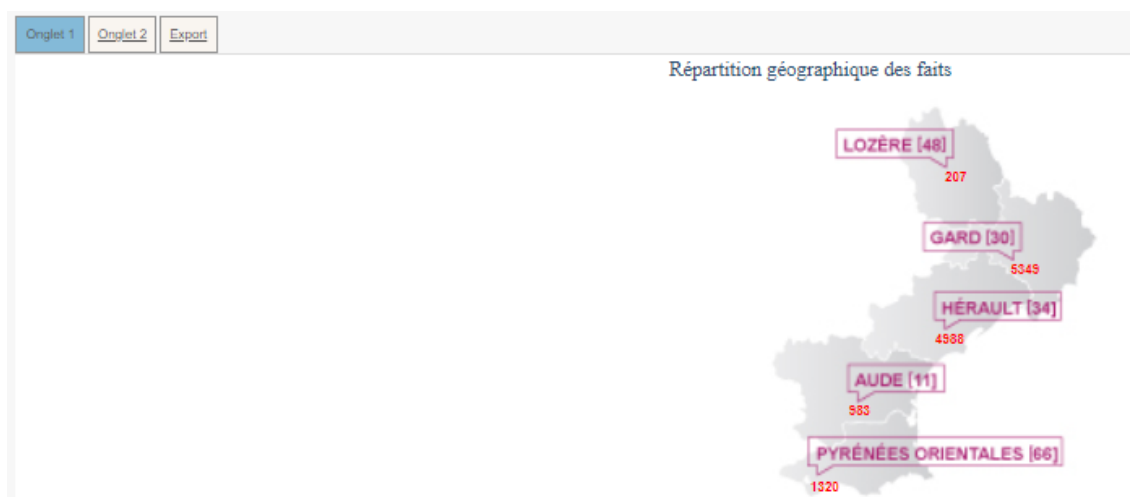 Onglet 1
Onglet 2
Export
Répartition géographique des faits
LOZÈRE [48]
207
GARD [30]
5349
HÉRAULT [34]
4988
AUDE [11]
983
PYRÉNÉES ORIENTALES [66]
1320